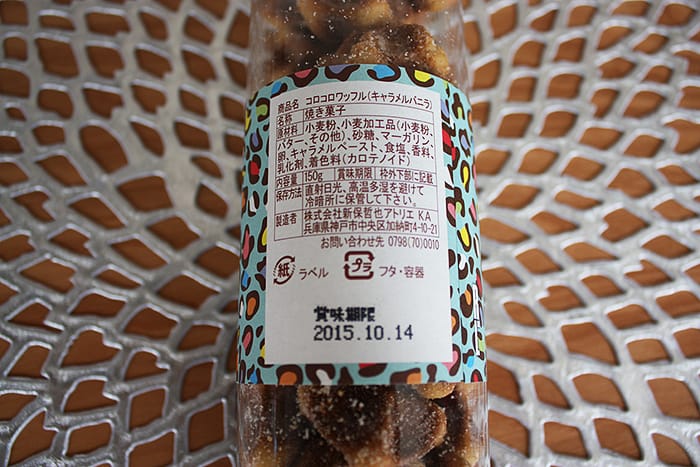 商品名 コロコロワッフル(キャラメルバニラ)
名称 焼き菓子
原材料 小麦粉、小麦加工品(小麦粉、
バター、その他)、砂糖、マーガリン、
卵、キャラメルペースト、食塩、香料、
乳化剤、着色料(カロテノイド)
内容量 150g 賞味期限 枠外下部に記載
保存方法 直射日光、高温多湿を避けて
冷暗所に保管して下さい。
製造者 株式会社新保哲也アトリエ KA
兵庫県神戸市中央区加納町4-10-21
お問い合わせ先 0798(70)0010
紙 ラベル プラ フタ・容器
賞味期限
2015.10.14